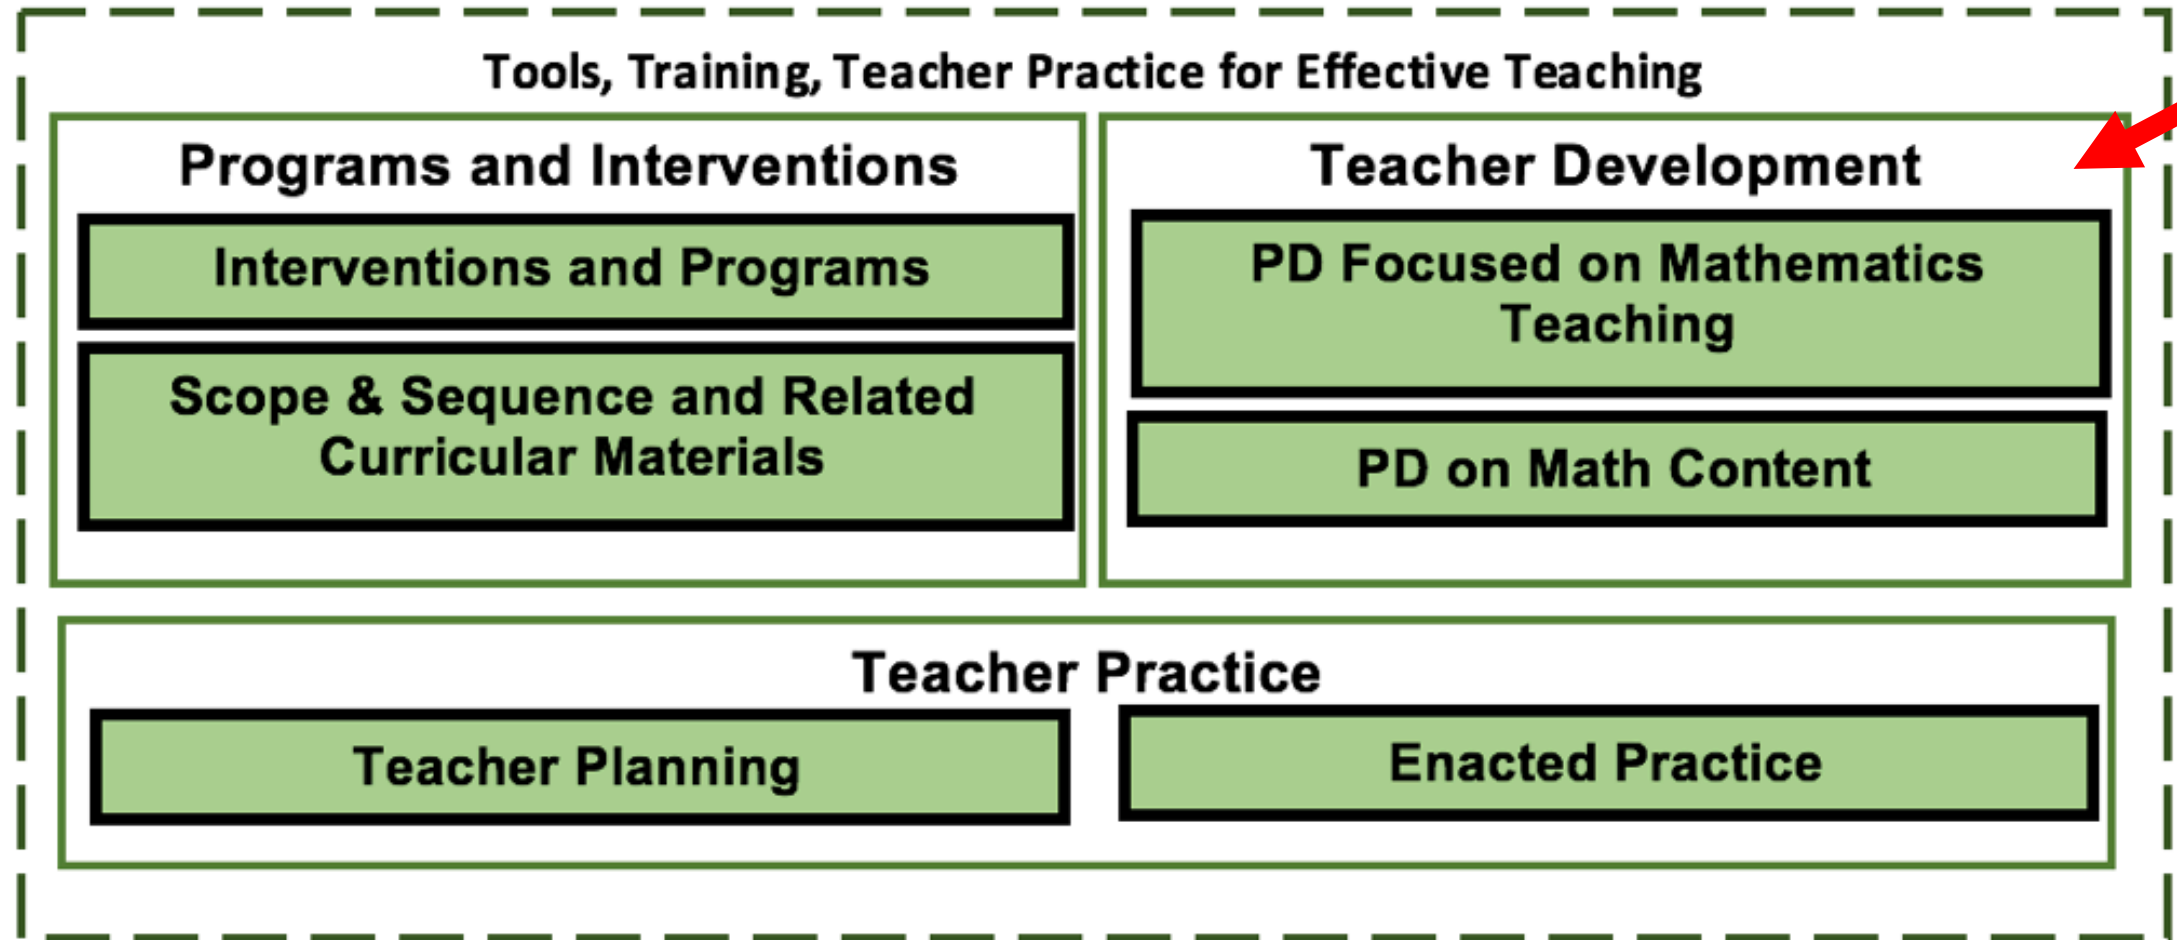 Tools, Training, Teacher Practice for Effective Teaching
Programs and Interventions
Interventions and Programs
Scope & Sequence and Related
Curricular Materials
Teacher Development
PD Focused on Mathematics
Teaching
PD on Math Content
Teacher Practice
Teacher Planning
Enacted Practice